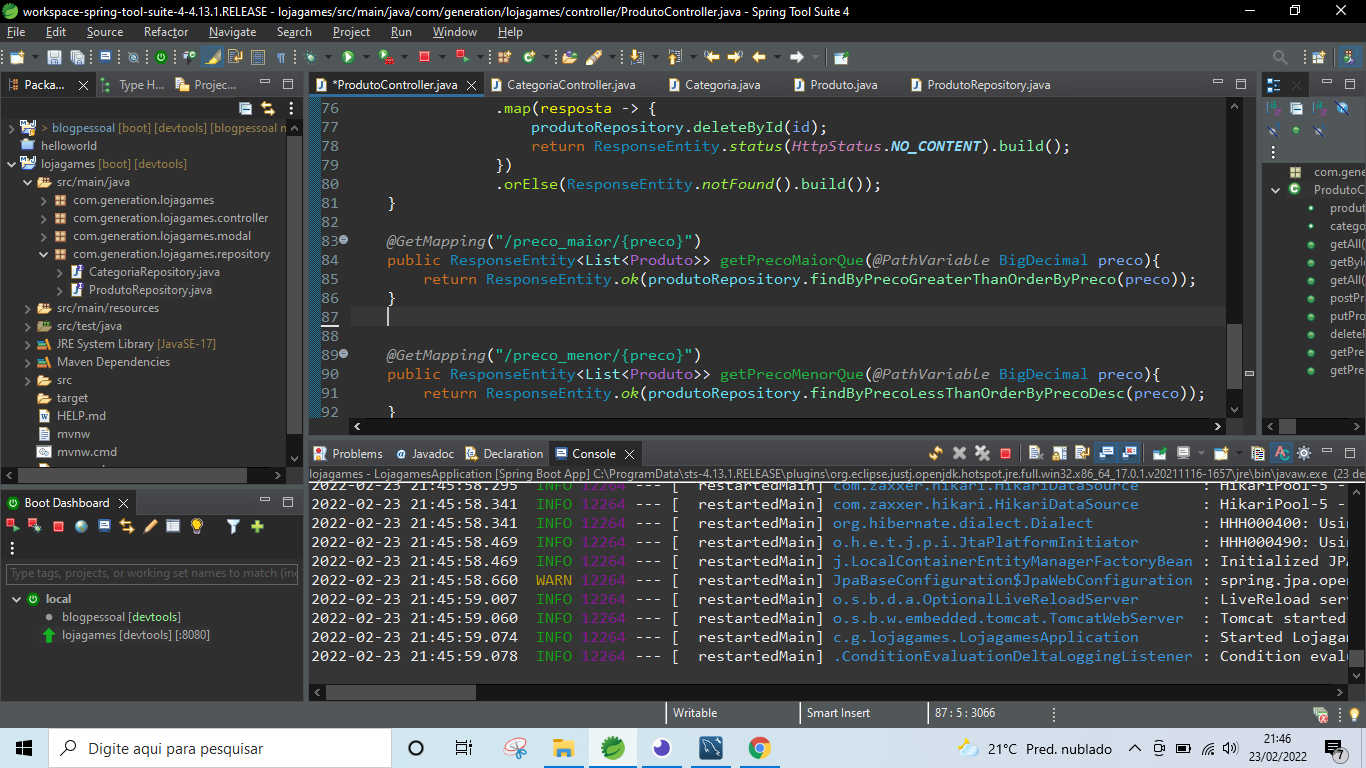 workspace-spring-tool-suite-4-4.13.1.RELEASE - lojagames/src/main/java/com/generation/lojagames/controller/ProdutoController.java - Spring Tool Suite 4
File Edit Source Refactor Navigate Search Project Run Window Help
Packa... Type H... Projec...
> blogpessoal [boot] [devtools] [blogpessoal
helloworld
lojagames [boot] [devtools]
src/main/java
com.generation.lojagames
com.generation.lojagames.controller
com.generation.lojagames.modal
com.generation.lojagames.repository
CategoriaRepository.java
ProdutoRepository.java
src/main/resources
src/test/java
JRE System Library [JavaSE-17]
Maven Dependencies
src
target
HELP.md
mvnw
mvnw.cmd
*ProdutoController.java CategoriaController.java Categoria.java Produto.java ProdutoRepository.java
76 .map(resposta -> {
77 produtoRepository.deleteById(id);
78 return ResponseEntity.status(HttpStatus.NO_CONTENT).build();
79 })
80 .orElse(ResponseEntity.notFound().build());
81 }
82
83 @GetMapping("/preco_maior/{preco}")
84 public ResponseEntity<List<Produto>> getPrecoMaiorQue(@PathVariable BigDecimal preco){
85 return ResponseEntity.ok(produtoRepository.findByPrecoGreaterThanOrderByPreco(preco));
86 }
87
88
89 @GetMapping("/preco_menor/{preco}")
90 public ResponseEntity<List<Produto>> getPrecoMenorQue(@PathVariable BigDecimal preco){
91 return ResponseEntity.ok(produtoRepository.findByPrecoLessThanOrderByPrecoDesc(preco));
92 }
com.gene
ProdutoC
produt
catego
getAll(
getByI
getAll(
postPr
putPro
deleteP
getPre
getPre
Boot Dashboard
Type tags, projects, or working set names to match (in
local
blogpessoal [devtools]
lojagames [devtools] [:8080]
Problems Javadoc Declaration Console
lojagames - LojagamesApplication [Spring Boot App] C:\ProgramData\sts-4.13.1.RELEASE\plugins\org.eclipse.justj.openjdk.hotspot.jre.full.win32.x86_64_17.0.1.v20211116-1657\jre\bin\javaw.exe (23 de
2022-02-23 21:45:58.295 INFO 12264 --- [ restartedMain] com.zaxxer.hikari.HikariDataSource : HikariPool-5 -
2022-02-23 21:45:58.341 INFO 12264 --- [ restartedMain] com.zaxxer.hikari.HikariDataSource : HikariPool-5 -
2022-02-23 21:45:58.341 INFO 12264 --- [ restartedMain] org.hibernate.dialect.Dialect : HHH000400: Usin
2022-02-23 21:45:58.469 INFO 12264 --- [ restartedMain] o.h.e.t.j.p.i.JtaPlatformInitiator : HHH000490: Usin
2022-02-23 21:45:58.469 INFO 12264 --- [ restartedMain] j.LocalContainerEntityManagerFactoryBean : Initialized JPA
2022-02-23 21:45:58.660 WARN 12264 --- [ restartedMain] JpaBaseConfiguration$JpaWebConfiguration : spring.jpa.ope
2022-02-23 21:45:59.007 INFO 12264 --- [ restartedMain] o.s.b.d.a.OptionalLiveReloadServer : LiveReload ser
2022-02-23 21:45:59.060 INFO 12264 --- [ restartedMain] o.s.b.w.embedded.tomcat.TomcatWebServer : Tomcat started
2022-02-23 21:45:59.074 INFO 12264 --- [ restartedMain] c.g.lojagames.LojagamesApplication : Started Lojaga
2022-02-23 21:45:59.078 INFO 12264 --- [ restartedMain] .ConditionEvaluationDeltaLoggingListener : Condition eval
Writable Smart Insert 87 : 5 : 3066
Digite aqui para pesquisar
21°C Pred. nublado
21:46
23/02/2022
7